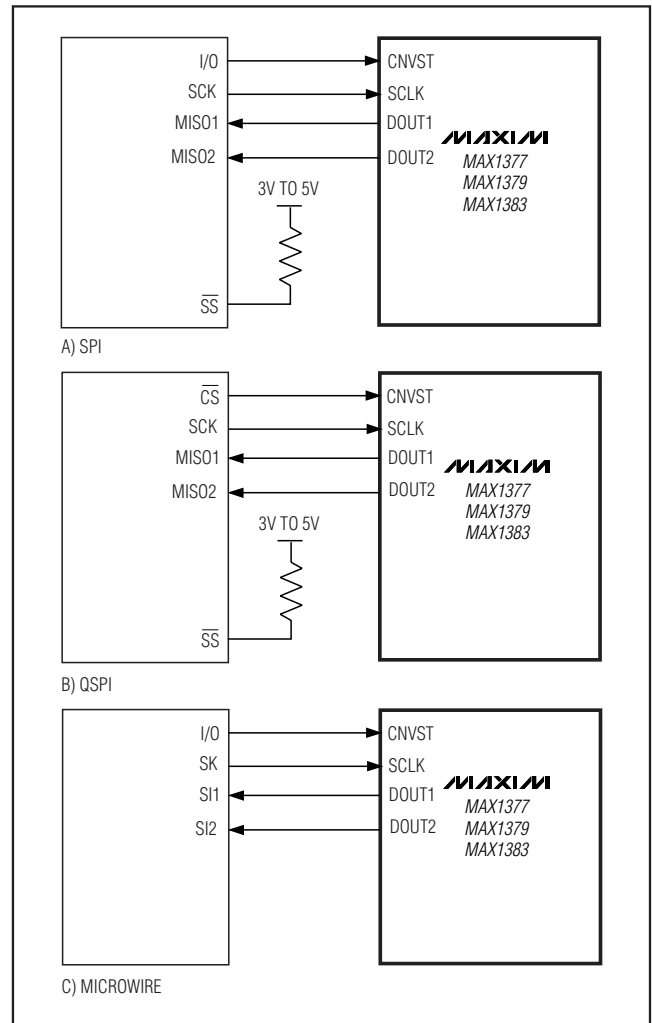 I/O CNVST
SCK SCLK
MISO1 DOUT1
MISO2 DOUT2
MAXIM
MAX1377
MAX1379
MAX1383
3V TO 5V
SS
A) SPI
CS CNVST
SCK SCLK
MISO1 DOUT1
MISO2 DOUT2
MAXIM
MAX1377
MAX1379
MAX1383
3V TO 5V
SS
B) QSPI
I/O CNVST
SK SCLK
SI1 DOUT1
SI2 DOUT2
MAXIM
MAX1377
MAX1379
MAX1383
C) MICROWIRE